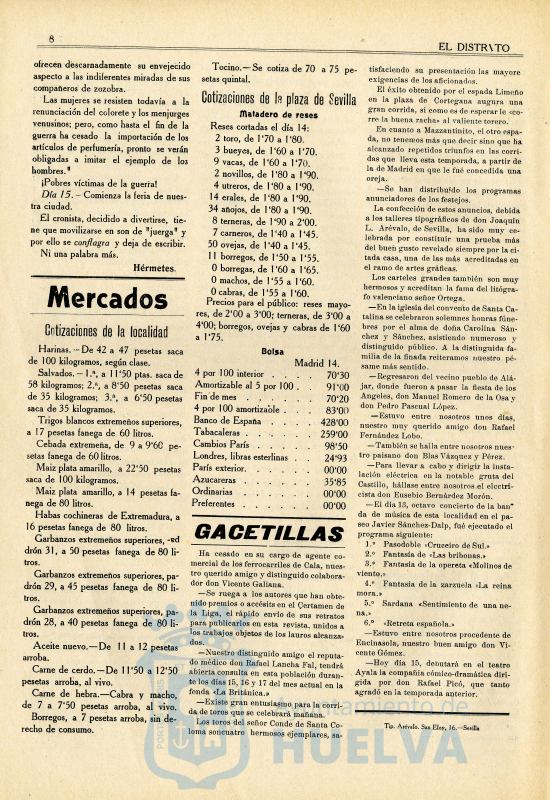 8
EL DISTRITO
ofrecen descarnadamente su envejecido
aspecto a las indiferentes miradas de sus
compañeros de zozobra.
Las mujeres se resisten todavía a la
renunciación del colorete y los menjurges
venusinos; pero, como hasta el fin de la
guerra ha cesado la importación de los
artículos de perfumería, pronto se verán
obligadas a imitar el ejemplo de los
hombres."
¡Pobres víctimas de la guerra!
Día 15.—Comienza la feria de nues-
tra ciudad.
El cronista, decidido a divertirse, tie-
ne que movilizarse en son de "juerga" y
por ello se conflagra y deja de escribir.
Ni una palabra más.
Hérmetes.
Mercados
Cotizaciones de la localidad
Harinas.—De 42 a 47 pesetas saca
de 100 kilogramos, según clase.
Salvados.—1.ª, a 11'50 ptas. saca de
58 kilogramos; 2.ª, a 8'50 pesetas saca
de 35 kilogramos; 3.ª, a 6'50 pesetas
saca de 35 kilogramos.
Trigos blancos extremeños superiores,
a 17 pesetas fanega de 60 litros.
Cebada extremeña, de 9 a 9'60 pe-
setas fanega de 60 litros.
Maiz plata amarillo, a 22'50 pesetas
saca de 100 kilogramos.
Maiz plata amarillo, a 14 pesetas fa-
nega de 80 litros.
Habas cochineras de Extremadura, a
16 pesetas fanega de 80 litros.
Garbanzos extremeños superiores, ed
drón 31, a 50 pesetas fanega de 80 li-
tros.
Garbanzos extremeños superiores, pa-
drón 29, a 45 pesetas fanega de 80 li-
tros.
Garbanzos extremeños superiores, pa-
drón 28, a 40 pesetas fanega de 80 li-
tros.
Aceite nuevo.—De 11 a 12 pesetas
arroba.
Carne de cerdo.—De 11'50 a 12'50
pesetas arroba, al vivo.
Carne de hebra.—Cabra y macho,
de 7 a 7'50 pesetas arroba, al vivo.
Borregos, a 7 pesetas arroba, sin de-
recho de consumo.
Tocino.—Se cotiza de 70 a 75 pe-
setas quintal.
Cotizaciones de la plaza de Sevilla
Matadero de reses
Reses cortadas el día 14:
2 toro, de 1'70 a 1'80.
3 bueyes, de 1'60 a 1'70.
9 vacas, de 1'60 a 1'70.
2 novillos, de 1'80 a 1'90.
4 utreros, de 1'80 a 1'90.
14 erales, de 1'80 a 1'90.
34 añojos, de 1'80 a 1'90.
8 terneras, de 1'90 a 2'00.
7 carneros, de 1'40 a 1'45.
50 ovejas, de 1'40 a 1'45.
11 borregos, de 1'50 a 1'55.
0 borregas, de 1'60 a 1'65.
0 machos, de 1'55 a 1'60.
0 cabras, de 1'55 a 1'60.
Precios para el público: reses mayo-
res, de 2'00 a 3'00; terneras, de 3'00 a
4'00; borregos, ovejas y cabras de 1'60
a 1'75.
Bolsa
Madrid 14.
4 por 100 interior . . . . 70'30
Amortizable al 5 por 100 . . . 91'00
Fin de mes . . . . 70'20
4 por 100 amortizable . . . 83'00
Banco de España . . . . 428'00
Tabacaleras . . . . 259'00
Cambios París . . . . 98'50
Londres, libras esterlinas . . . 24'93
París exterior. . . . . 00'00
Azucareras . . . . 35'85
Ordinarias . . . . 00'00
Preferentes . . . . 00'00
GACETILLAS
Ha cesado en su cargo de agente co-
mercial de los ferrocarriles de Cala, nues-
tro querido amigo y distinguido colabora-
dor don Vicente Galiana.
—Se ruega a los autores que han obte-
nido premios o accésits en el Certamen de
la Liga, el rápido envío de sus retratos
para publicarlos en esta revista, unidos a
los trabajos objetos de los lauros alcanza-
dos.
—Nuestro distinguido amigo el reputa-
do médico don Rafael Lancha Fal, tendrá
abierta consulta en esta población duran-
te los días 15, 16 y 17 del mes actual en la
fonda «La Británica.»
—Existe gran entusiasmo para la corri-
da de toros que se celebrará mañana.
Los toros del señor Conde de Santa Co-
loma son cuatro hermosos ejemplares, sa-
tisfaciendo su presentación las mayores
exigencias de los aficionados.
El éxito obtenido por el espada Limeño
en la plaza de Cortegana augura una
gran corrida, si como es de esperar le «co-
rre la buena racha» al valiente torero.
En cuanto a Mazzantinito, el otro espa-
da, no tenemos más que decir sino que ha
alcanzado repetidos triunfos en las corri-
das que lleva esta temporada, a partir de
la de Madrid en que le fué concedida una
oreja.
—Se han distribuído los programas
anunciadores de los festejos.
La confección de estos anuncios, debida
a los talleres tipográficos de don Joaquín
L. Arévalo, de Sevilla, ha sido muy ce-
lebrada por constituir una prueba más
del buen gusto revelado siempre por la ci-
tada casa, una de las más acreditadas en
el ramo de artes gráficas.
Los carteles grandes también son muy
hermosos y acreditan la fama del litógra-
fo valenciano señor Ortega.
—En la iglesia del convento de Santa Ca-
talina se celebraron solemnes honras fúne-
bres por el alma de doña Carolina Sán-
chez y Sánchez, asistiendo numeroso y
distinguido público. A la distinguida fa-
milia de la finada reiteramos nuestro pé-
same más sentido.
—Regresaron del vecino pueblo de Alá-
jar, donde fueron a pasar la fiesta de los
Angeles, don Manuel Romero de la Osa y
don Pedro Pascual López.
—Estuvo entre nosotros unos días,
nuestro muy querido amigo don Rafael
Fernández Lobo.
—También se halla entre nosotros nues-
tro paisano don Blas Vázquez y Pérez.
—Para llevar a cabo y dirigir la insta-
lación eléctrica en la notable gruta del
Castillo, hállase entre nosotros el electri-
cista don Eusebio Bernárdez Morón.
—El día 13, octavo concierto de la ban-
da de música de esta localidad en el pa-
seo Javier Sánchez-Dalp, fué ejecutado el
programa siguiente:
1.º Pasodoble «Crucero de Sul.»
2.º Fantasía de «Las bribonas.»
3.º Fantasía de la opereta «Molinos de
viento.»
4.º Fantasía de la zarzuela «La reina
mora.»
5.º Sardana «Sentimiento de una ne-
na.»
6.º «Retreta española.»
—Estuvo entre nosotros procedente de
Encinasola, nuestro buen amigo don Vi-
cente Gómez.
—Hoy día 15, debutará en el teatro
Ayala la compañía cómico-dramática diri-
gida por don Rafael Picó, que tanto
agradó en la temporada anterior.
Tip. Arévalo. San Eloy, 16.—Sevilla
Ayuntamiento de
HUELVA